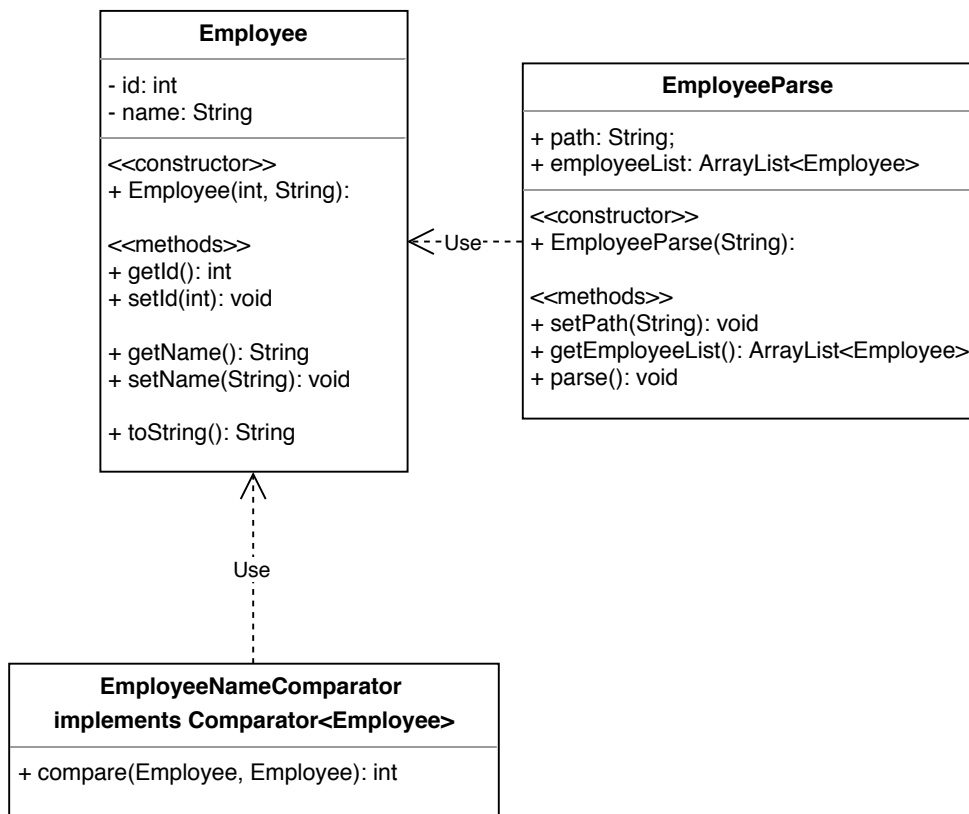 Employee
- id: int
- name: String
<<constructor>>
+ Employee(int, String):
<<methods>>
+ getId(): int
+ setId(int): void
+ getName(): String
+ setName(String): void
+ toString(): String
Use
EmployeeParse
+ path: String;
+ employeeList: ArrayList<Employee>
<<constructor>>
+ EmployeeParse(String):
<<methods>>
+ setPath(String): void
+ getEmployeeList(): ArrayList<Employee>
+ parse(): void
Use
EmployeeNameComparator
implements Comparator<Employee>
+ compare(Employee, Employee): int